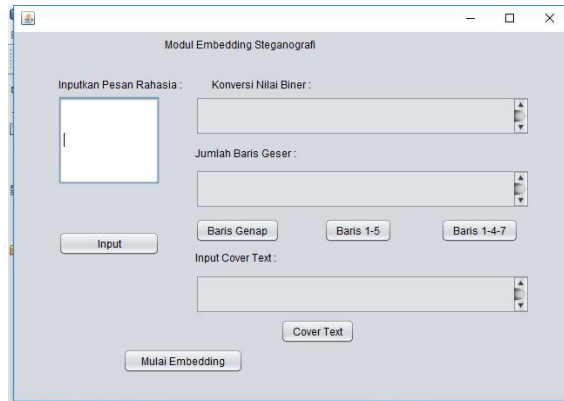 Modul Embedding Steganografi
Inputkan Pesan Rahasia :
Konversi Nilai Biner :
Jumlah Baris Geser :
Baris Genap
Baris 1-5
Baris 1-4-7
Input
Input Cover Text :
Cover Text
Mulai Embedding